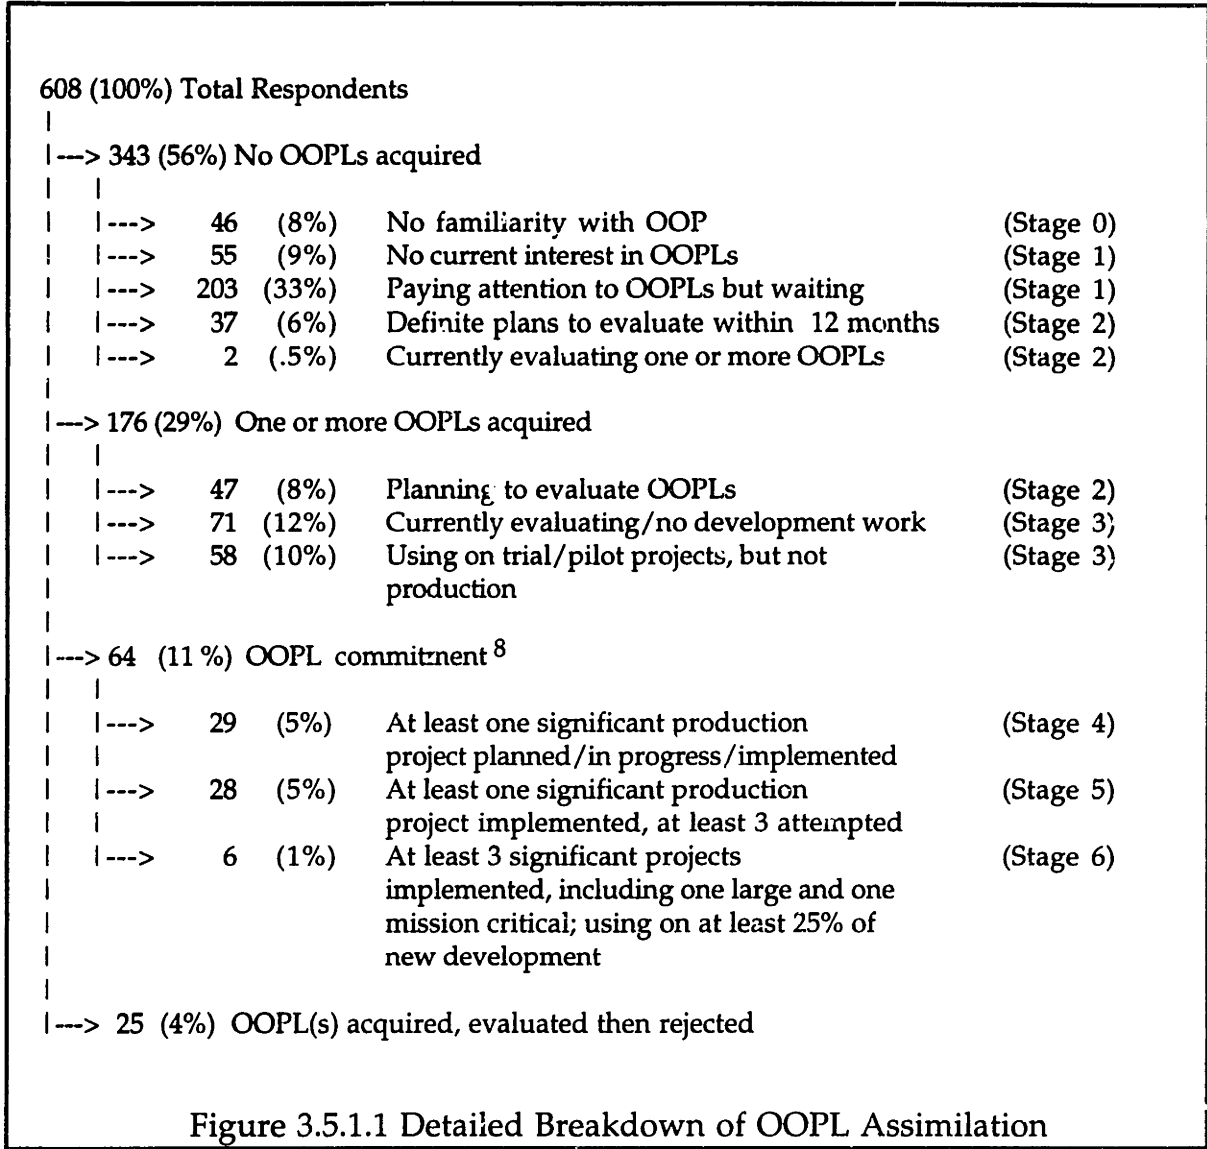 608 (100%) Total Respondents
|
|---> 343 (56%) No OOPLs acquired
| |
| |---> 46 (8%) No familiarity with OOP (Stage 0)
| |---> 55 (9%) No current interest in OOPLs (Stage 1)
| |---> 203 (33%) Paying attention to OOPLs but waiting (Stage 1)
| |---> 37 (6%) Definite plans to evaluate within 12 months (Stage 2)
| |---> 2 (.5%) Currently evaluating one or more OOPLs (Stage 2)
|
|---> 176 (29%) One or more OOPLs acquired
| |
| |---> 47 (8%) Planning to evaluate OOPLs (Stage 2)
| |---> 71 (12%) Currently evaluating/no development work (Stage 3)
| |---> 58 (10%) Using on trial/pilot projects, but not (Stage 3)
| production
|
|---> 64 (11 %) OOPL commitment 8
| |
| |---> 29 (5%) At least one significant production (Stage 4)
| | project planned/in progress/implemented
| |---> 28 (5%) At least one significant production (Stage 5)
| | project implemented, at least 3 attempted
| |---> 6 (1%) At least 3 significant projects (Stage 6)
| implemented, including one large and one
| mission critical; using on at least 25% of
| new development
|
|---> 25 (4%) OOPL(s) acquired, evaluated then rejected
Figure 3.5.1.1 Detailed Breakdown of OOPL Assimilation